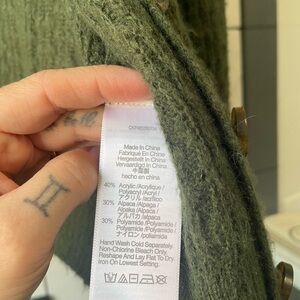 II
Made In China
Fabriqué En Chine
Hergestellt in China
Vervaardigd in China
中國製
hecho en china
40% Acrylic/Acrylique/
Polyacryl /Acryl/
アクリル /acrílico
30% Alpaca /Alpaga /
Alpaka /Alpaca /
アルパカ /alpaca
30% Polyamide/Polyamide/
Polyamid/Polyamide/
ナイロン /poliamida
Hand Wash Cold Separately.
Non-Chlorine Bleach Only.
Reshape And Lay Flat To Dry.
Iron On Lowest Setting.